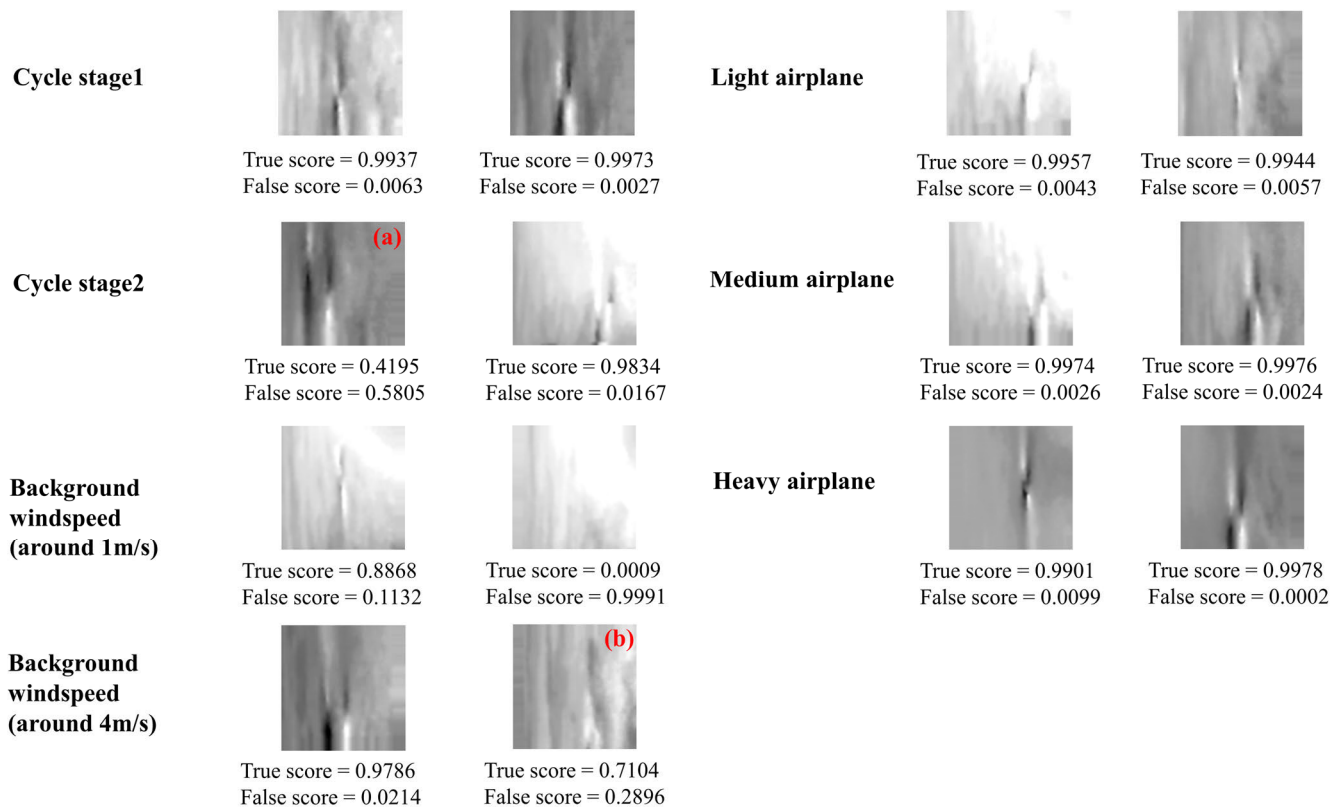 Cycle stage1
True score = 0.9937
False score = 0.0063
True score = 0.9973
False score = 0.0027
Light airplane
True score = 0.9957
False score = 0.0043
True score = 0.9944
False score = 0.0057
Cycle stage2
(a)
True score = 0.4195
False score = 0.5805
True score = 0.9834
False score = 0.0167
Medium airplane
True score = 0.9974
False score = 0.0026
True score = 0.9976
False score = 0.0024
Background
windspeed
(around 1m/s)
True score = 0.8868
False score = 0.1132
True score = 0.0009
False score = 0.9991
Heavy airplane
True score = 0.9901
False score = 0.0099
True score = 0.9978
False score = 0.0002
Background
windspeed
(around 4m/s)
True score = 0.9786
False score = 0.0214
(b)
True score = 0.7104
False score = 0.2896